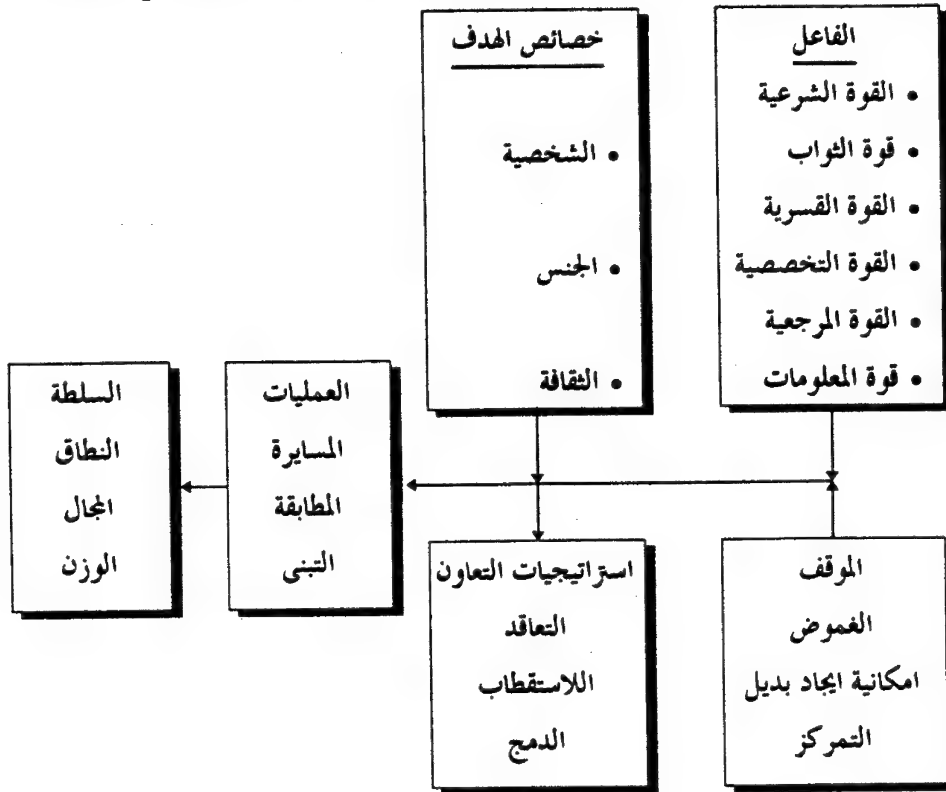 الفاعل
• القوة الشرعية
• قوة الثواب
• القوة القسرية
• القوة التخصصية
• القوة المرجعية
• قوة المعلومات
خصائص الهدف
• الشخصية
• الجنس
• الثقافة
العمليات
المسايرة
المطابقة
التبنى
السلطة
النطاق
المجال
الوزن
الموقف
الغموض
امكانية ايجاد بديل
التمركز
استراتيجيات التعاون
التعاقد
اللاستقطاب
الدمج